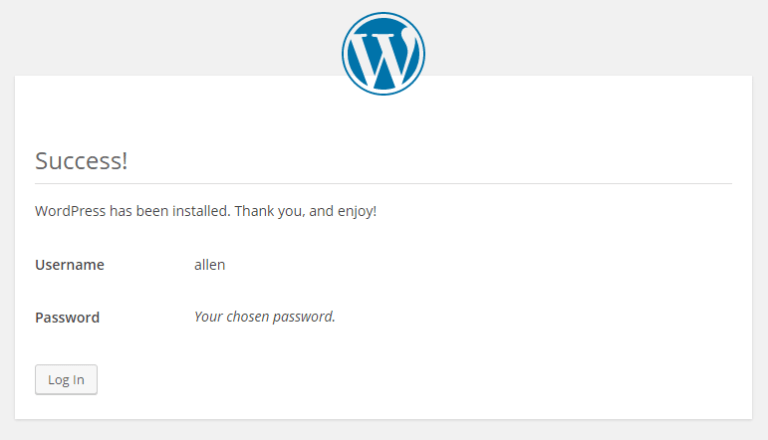 Success!
WordPress has been installed. Thank you, and enjoy!
Username allen
Password Your chosen password.
Log In